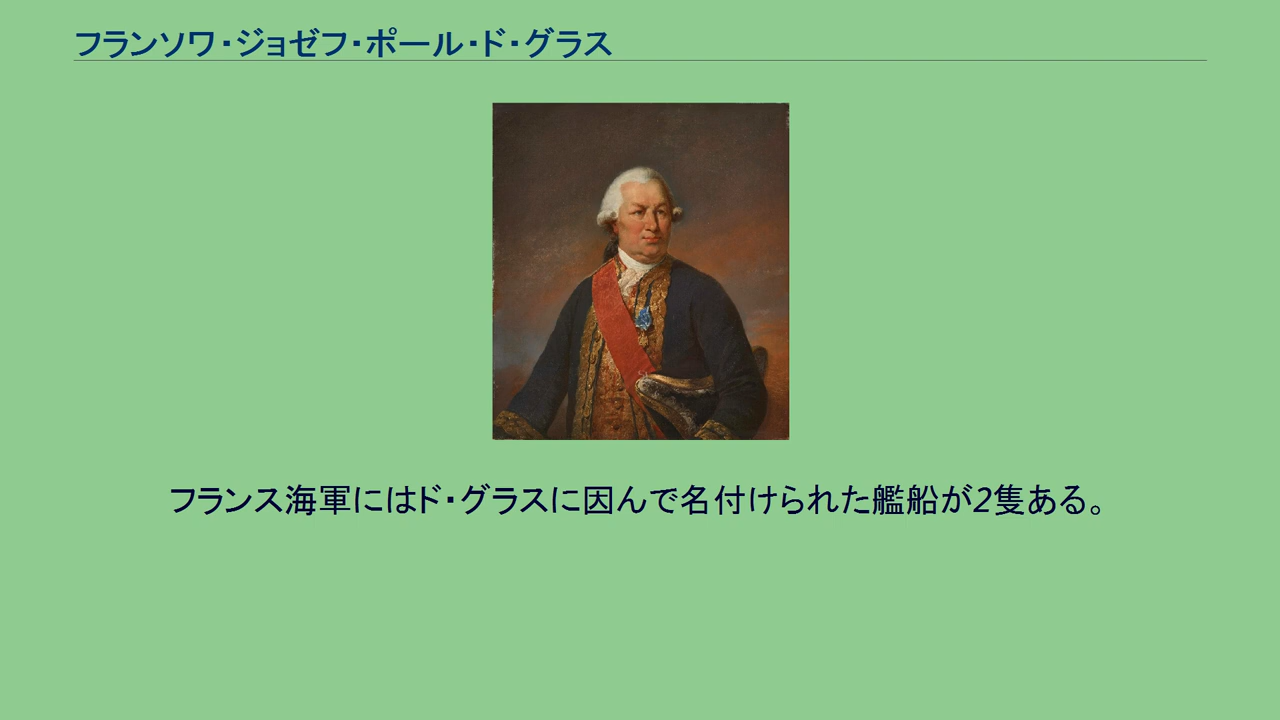 フランソワ・ジョゼフ・ポール・ド・グラス
フランス海軍にはド・グラスに因んで名付けられた艦船が2隻ある。